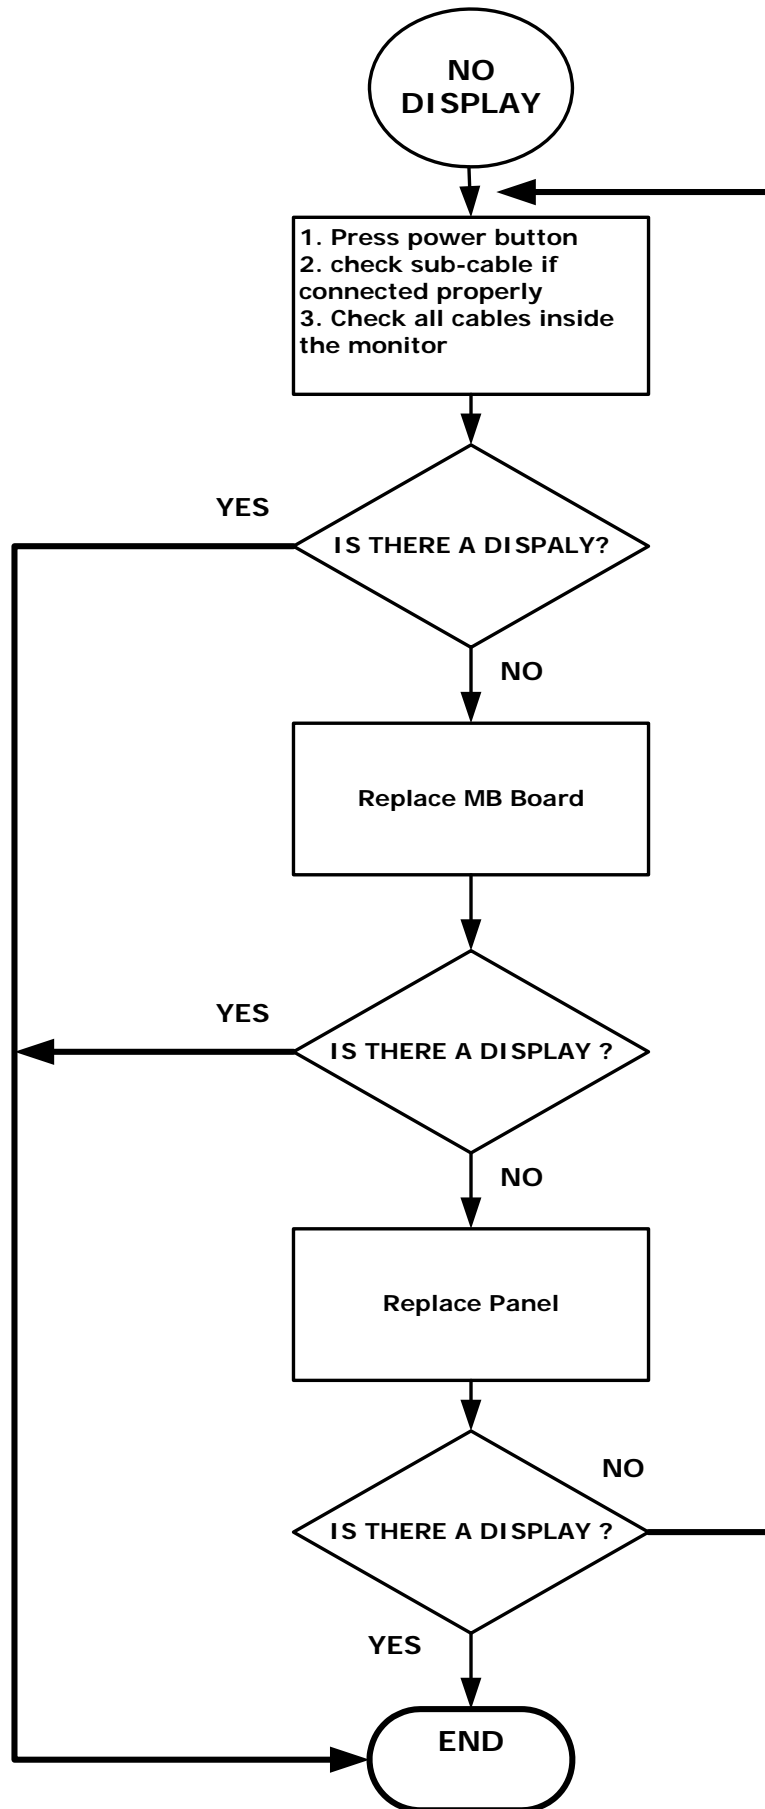 NO
DISPLAY
1. Press power button
2. check sub-cable if
connected properly
3. Check all cables inside
the monitor
YES
IS THERE A DISPALY?
NO
Replace MB Board
YES
IS THERE A DISPLAY ?
NO
Replace Panel
NO
IS THERE A DISPLAY ?
YES
END